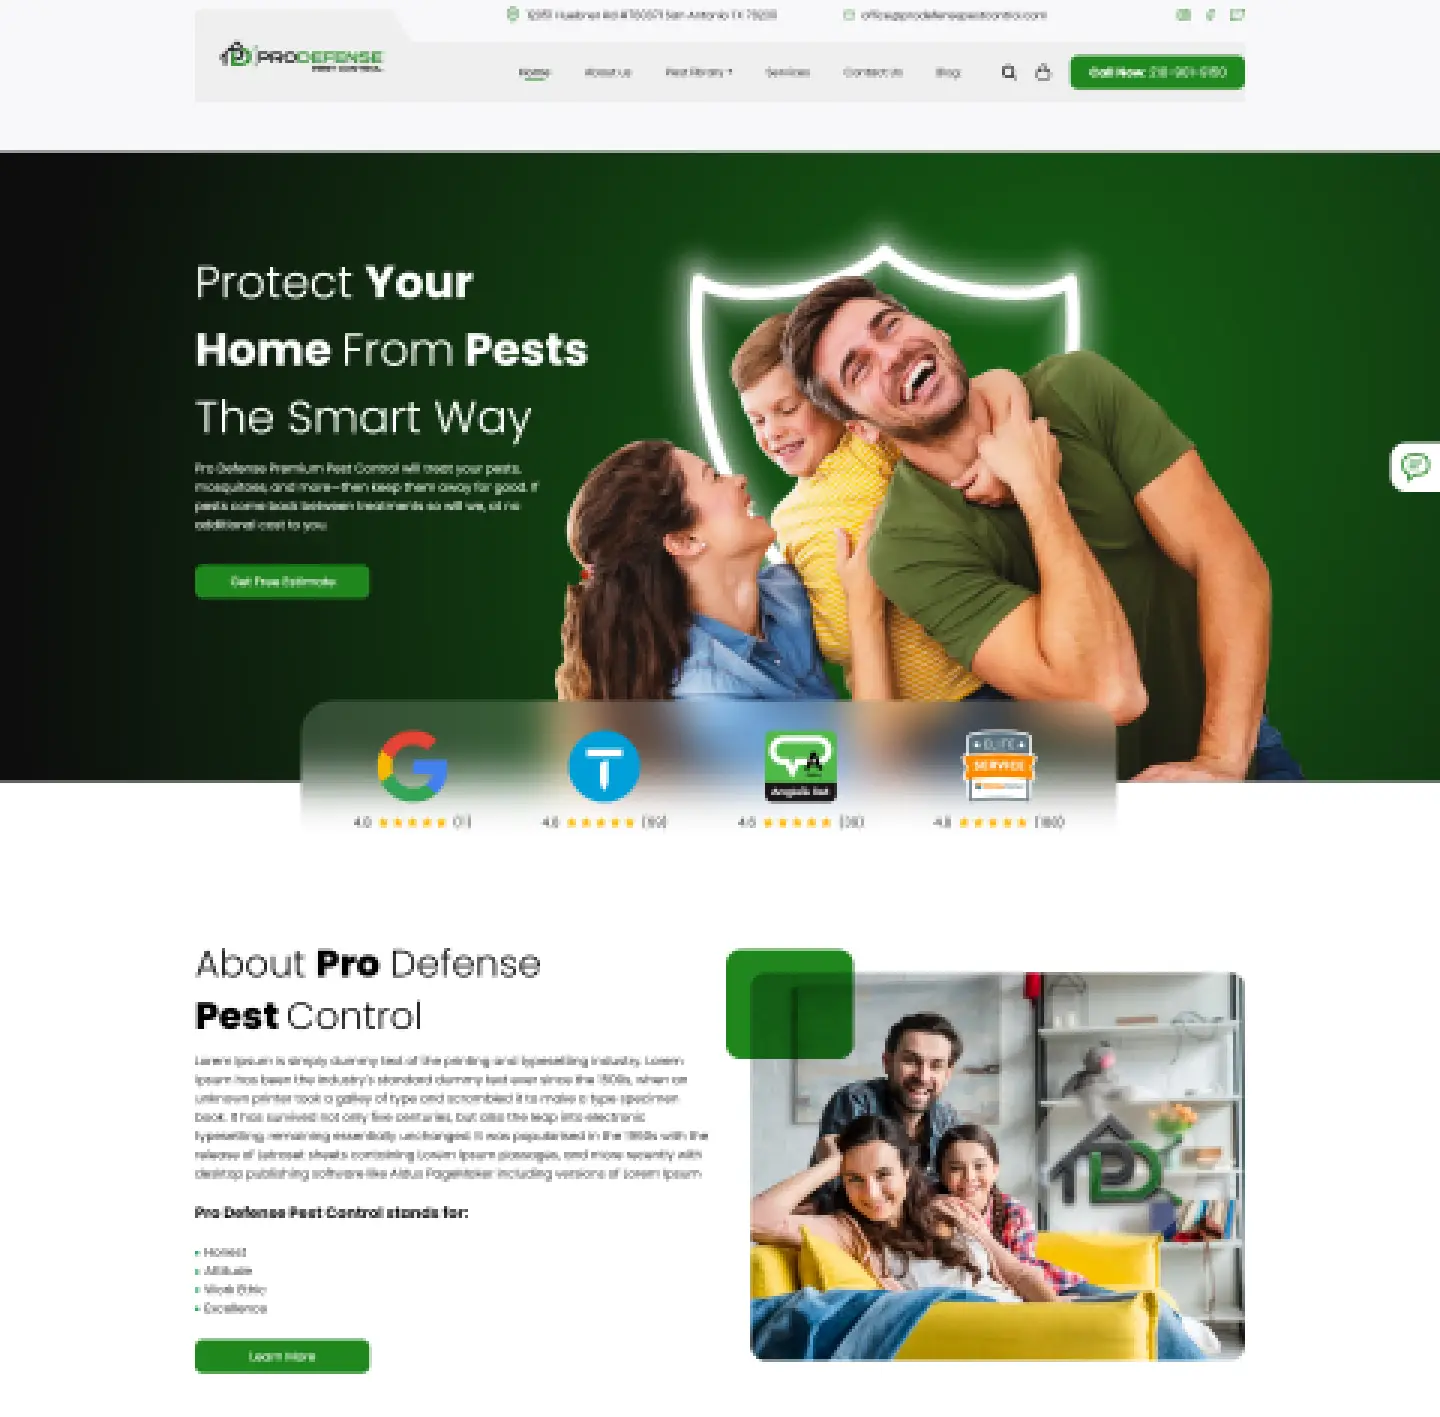 Huebner Rd #780371 San Antonio TX
office@prodefensepestcontrol.com
PRODEFENSE
PEST CONTROL
Home About us Pest library Services Contact Us Blog Call Now: 210-901-9150
Protect Your
Home From Pests
The Smart Way
Pro Defense Premium Pest Control will treat your pests,
mosquitoes, and more—then keep them away for good. If
pests come back between treatments so will we, at no
additional cost to you.
Get Free Estimate
Angie's list
ELITE
SERVICE
4.8 (71)
4.8
4.8
4.8
About Pro Defense
Pest Control
Lorem Ipsum is simply dummy text of the printing and typesetting industry. Lorem
Ipsum has been the industry's standard dummy text ever since the 1500s, when an
unknown printer took a galley of type and scrambled it to make a type specimen
book. It has survived not only five centuries, but also the leap into electronic
typesetting, remaining essentially unchanged. It was popularised in the 1960s with the
release of Letraset sheets containing Lorem Ipsum passages, and more recently with
desktop publishing software like Aldus PageMaker including versions of Lorem Ipsum
Pro Defense Pest Control stands for:
Honest
Attitude
Work Ethic
Excellence
Learn More